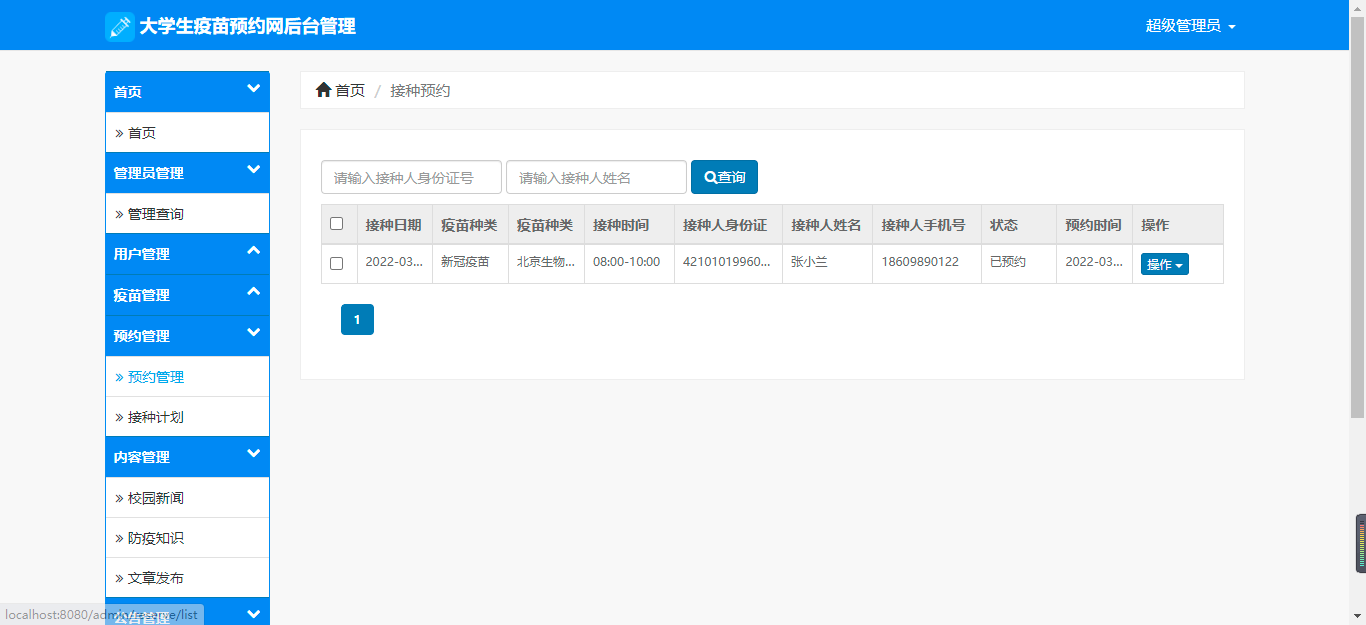 大学生疫苗预约网后台管理
超级管理员
首页
» 首页
管理员管理
» 管理查询
用户管理
疫苗管理
预约管理
» 预约管理
» 接种计划
内容管理
» 校园新闻
» 防疫知识
» 文章发布
公告管理
首页 / 接种预约
请输入接种人身份证号 请输入接种人姓名 查询
接种日期 疫苗种类 疫苗种类 接种时间 接种人身份证 接种人姓名 接种人手机号 状态 预约时间 操作
2022-03... 新冠疫苗 北京生物... 08:00-10:00 42101019960... 张小兰 18609890122 已预约 2022-03... 操作
1
localhost:8080/admin/reserve/list